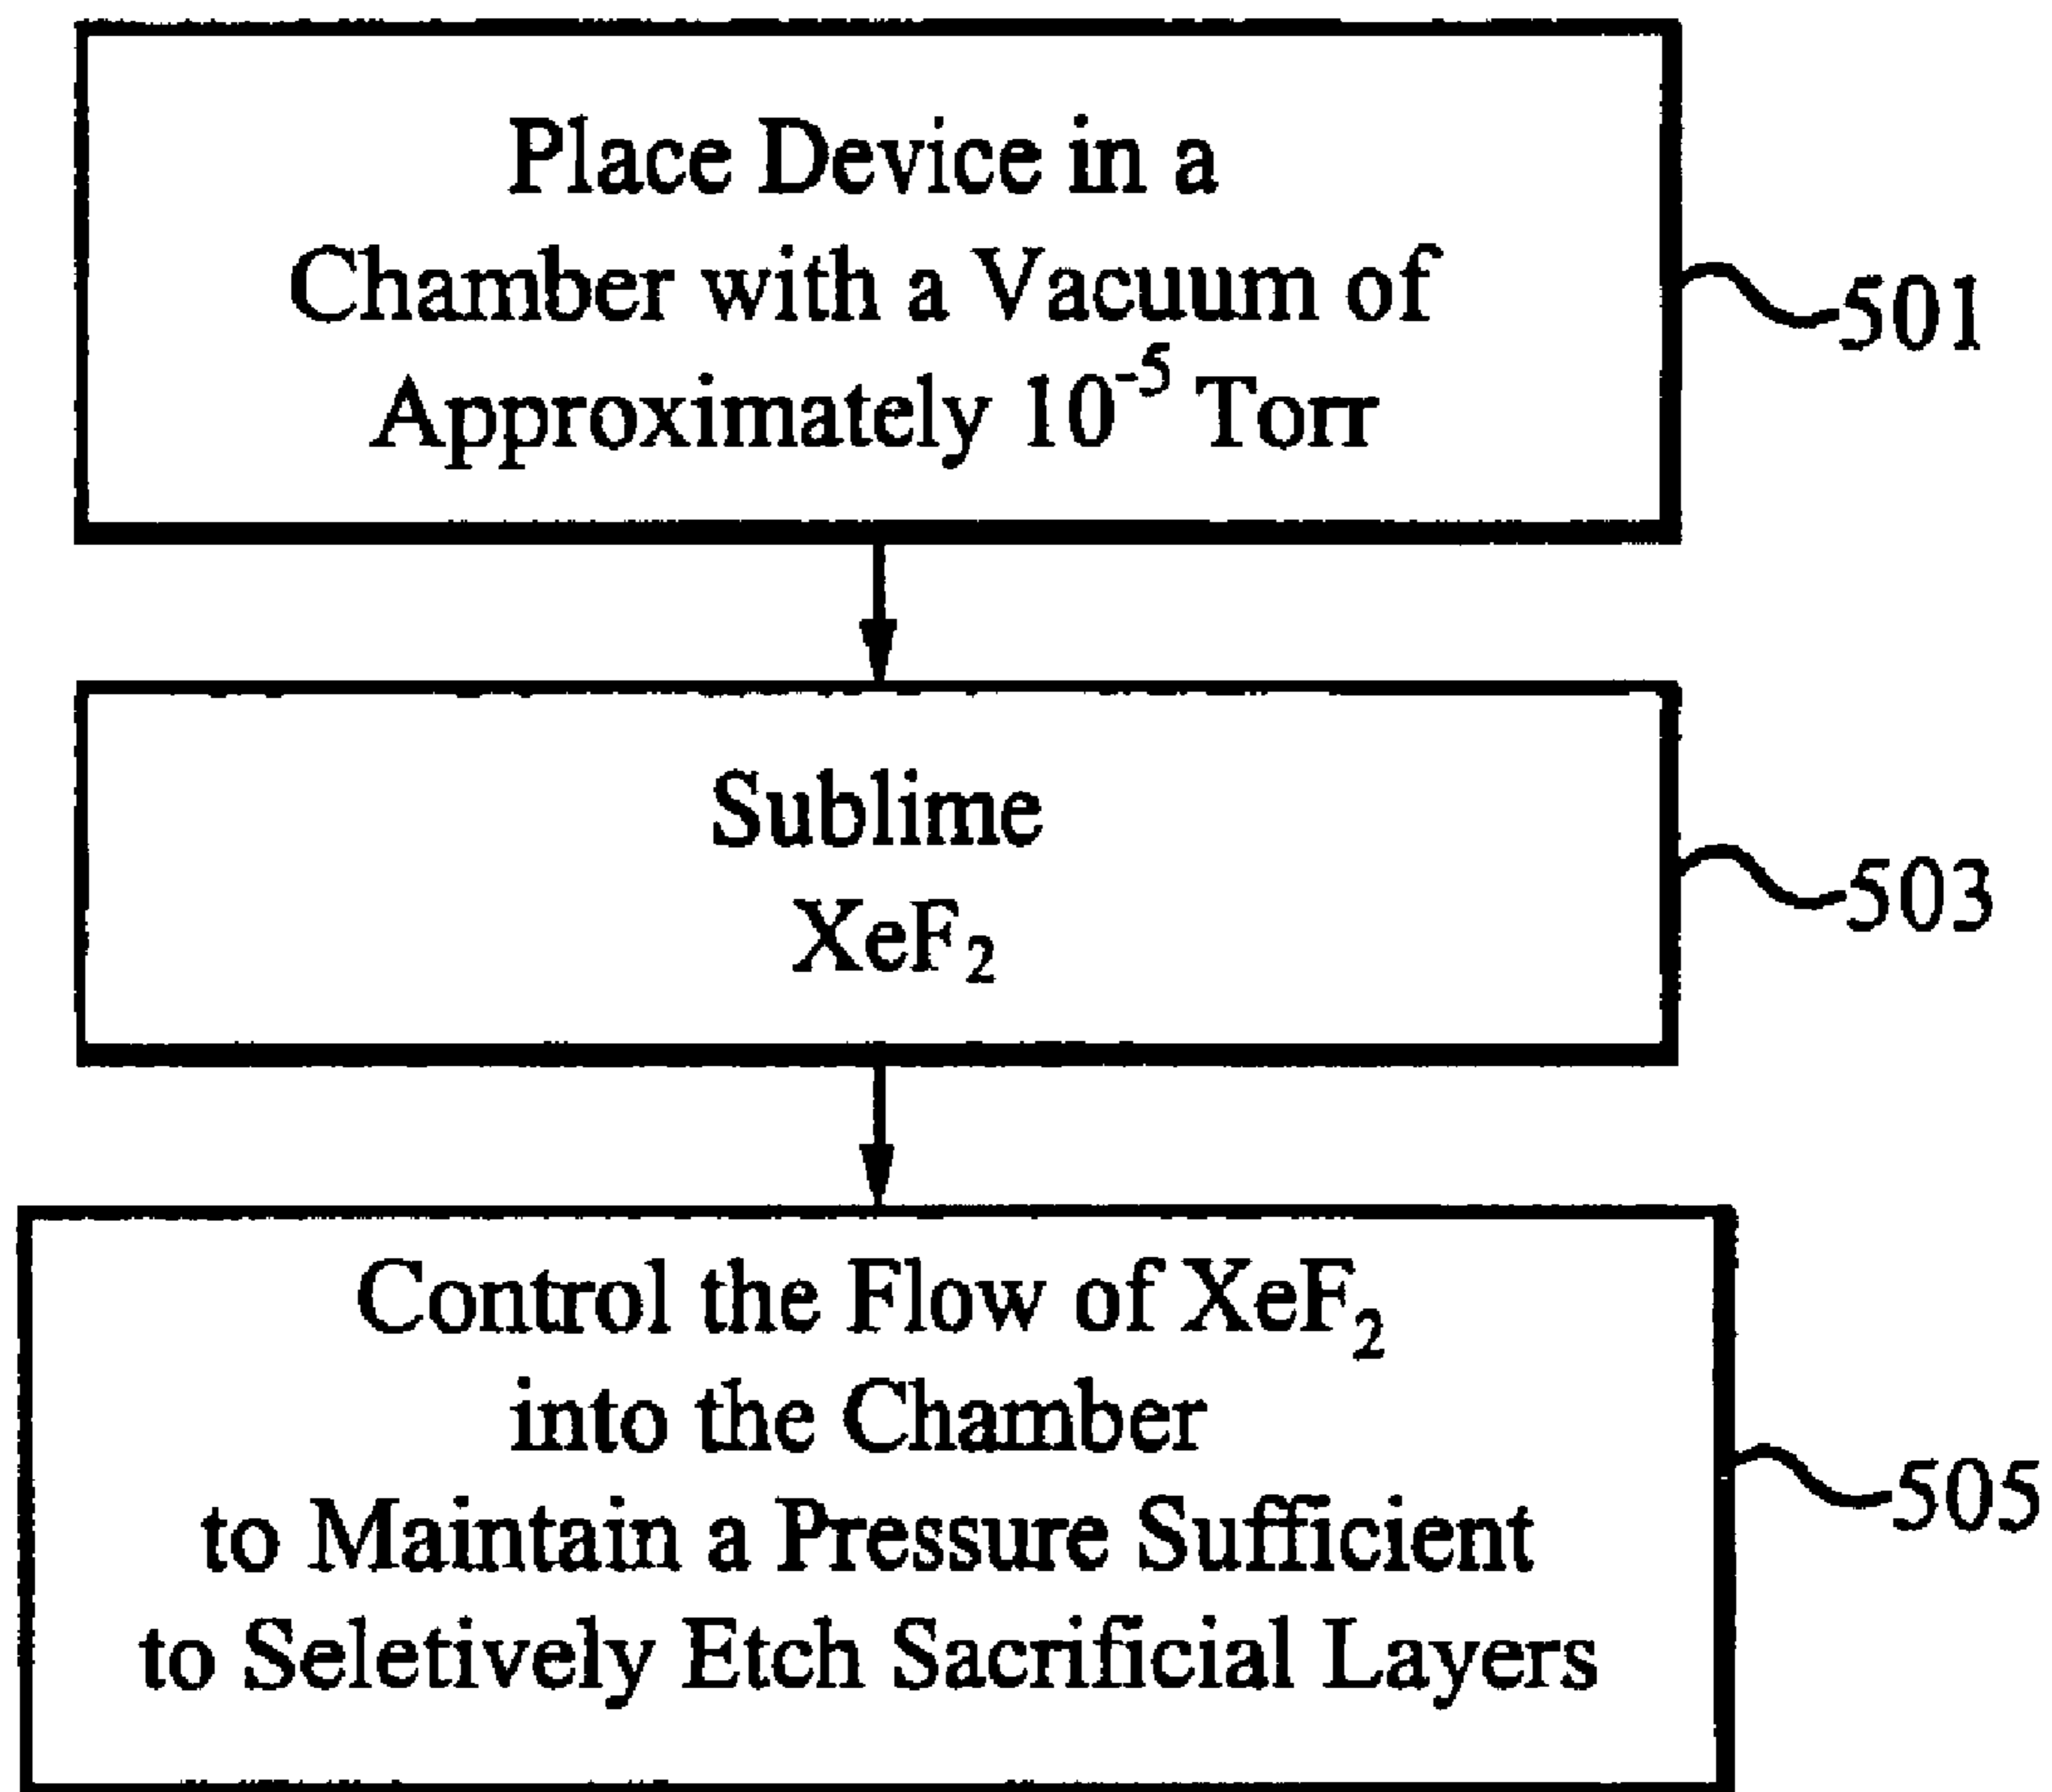 Place Device in a
Chamber with a Vacuum of
Approximately 10⁻⁵ Torr
501
Sublime
XeF₂
503
Control the Flow of XeF₂
into the Chamber
to Maintain a Pressure Sufficient
to Seletively Etch Sacrificial Layers
505